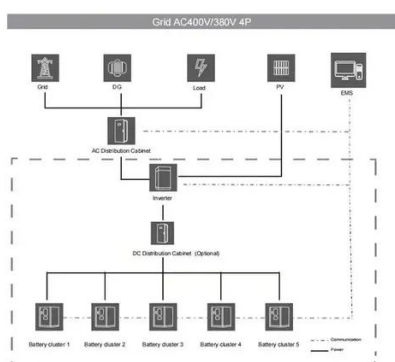 Grid AC400V/380V 4P
Grid
DG
Load
PV
EMS
AC Distribution Cabinet
Inverter
DC Distribution Cabinet (Optional)
Battery cluster 1
Battery cluster 2
Battery cluster 3
Battery cluster 4
Battery cluster 5
Communication
Power